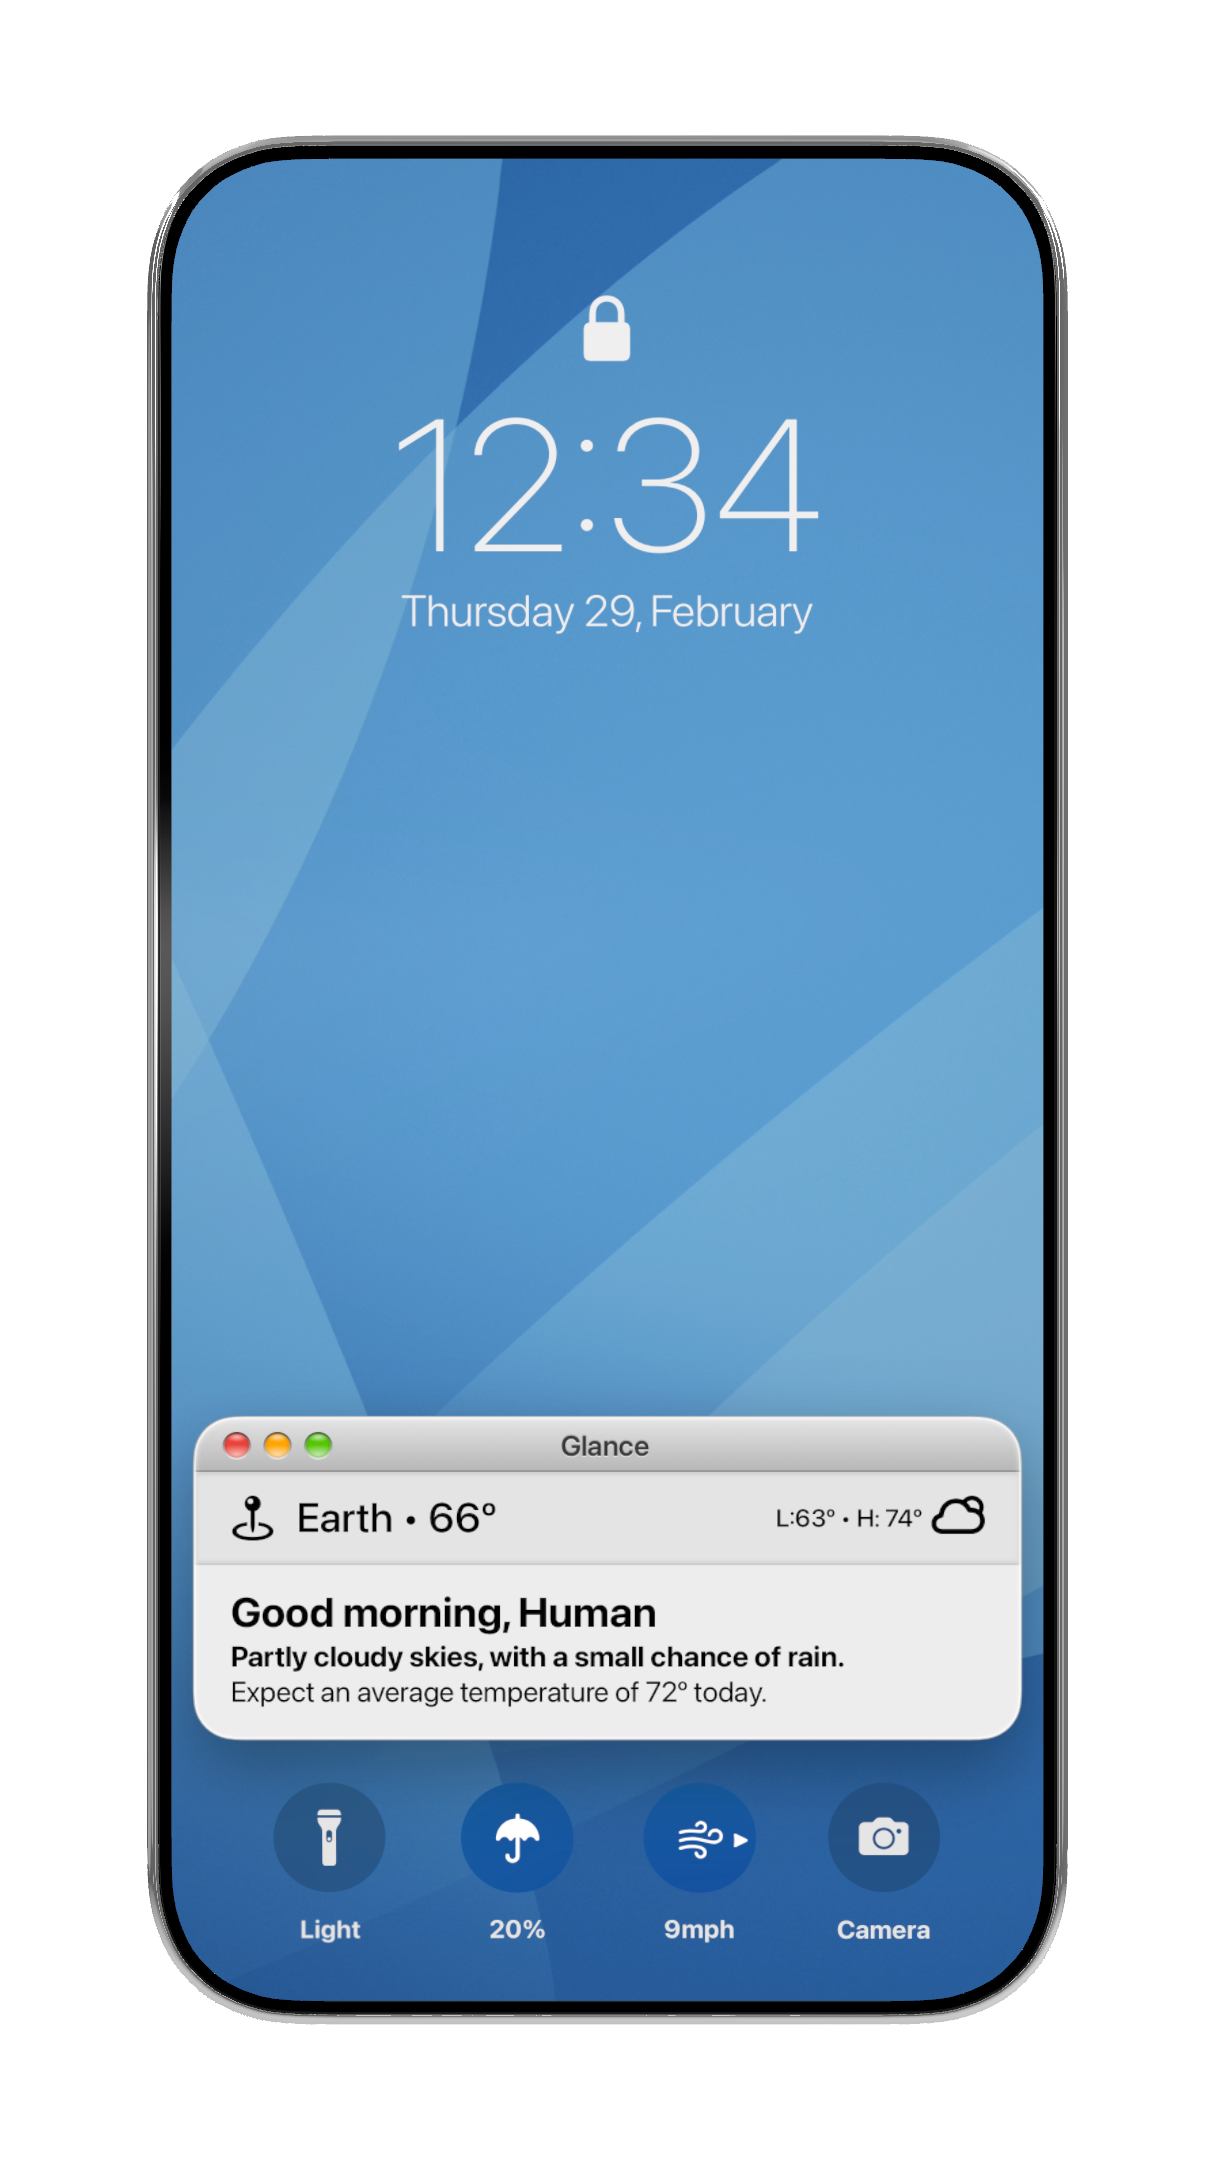 12:34
Thursday 29, February
Glance
Earth • 66°
L:63° • H: 74°
Good morning, Human
Partly cloudy skies, with a small chance of rain.
Expect an average temperature of 72° today.
Light
20%
9mph
Camera